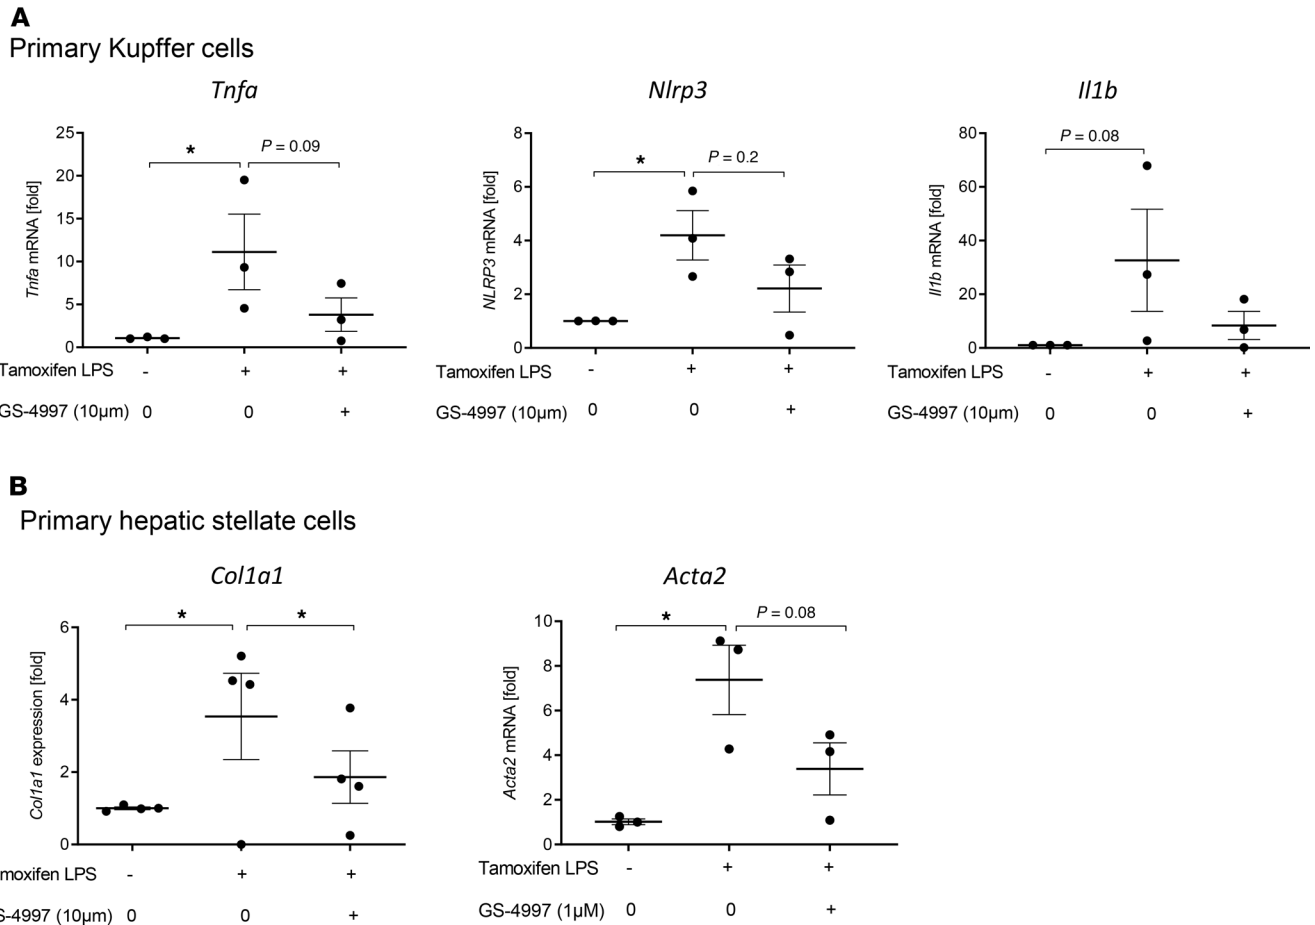 A
Primary Kupffer cells
Tnfa
Nlrp3
Il1b
25
20
15
10
5
0
Tnfa mRNA [fold]
*
P = 0.09
8
6
4
2
0
NLRP3 mRNA [fold]
*
P = 0.2
80
60
40
20
0
Il1b mRNA [fold]
P = 0.08
Tamoxifen LPS - + +
GS-4997 (10µm) 0 0 +
Tamoxifen LPS - + +
GS-4997 (10µm) 0 0 +
Tamoxifen LPS - + +
GS-4997 (10µm) 0 0 +
B
Primary hepatic stellate cells
Col1a1
Acta2
6
4
2
0
Col1a1 expression [fold]
*
*
10
8
6
4
2
0
Acta2 mRNA [fold]
*
P = 0.08
moxifen LPS - + +
S-4997 (10µm) 0 0 +
Tamoxifen LPS - + +
GS-4997 (1µM) 0 0 +